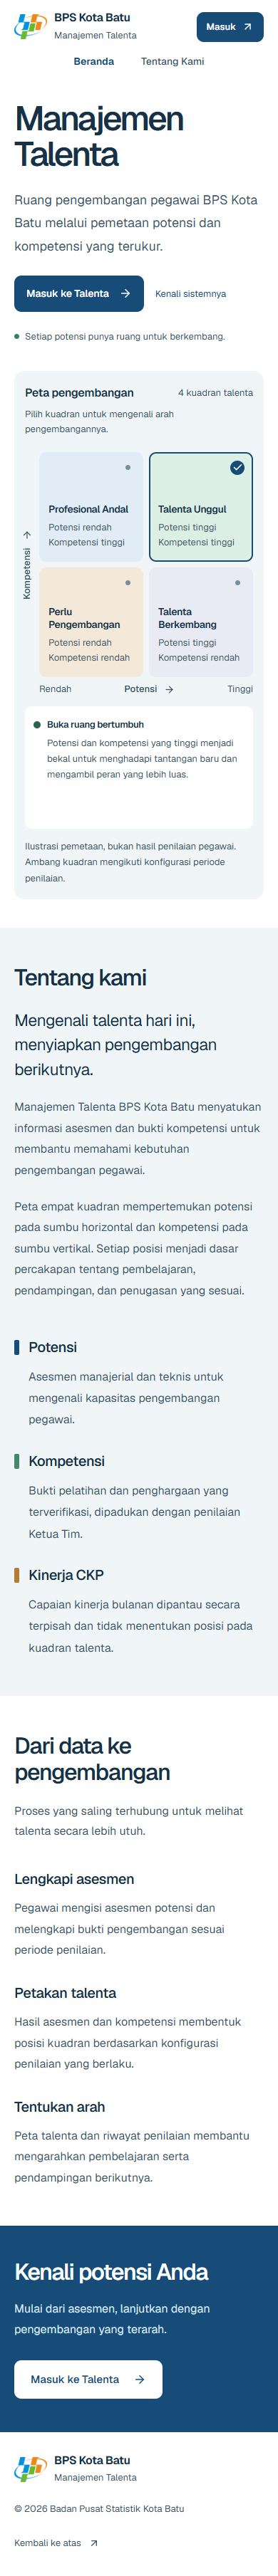 BPS Kota Batu
Manajemen Talenta
Masuk
Beranda
Tentang Kami
Manajemen
Talenta
Ruang pengembangan pegawai BPS Kota
Batu melalui pemetaan potensi dan
kompetensi yang terukur.
Masuk ke Talenta
Kenali sistemnya
Setiap potensi punya ruang untuk berkembang.
Peta pengembangan
4 kuadran talenta
Pilih kuadran untuk mengenali arah
pengembangannya.
Kompetensi
Profesional Andal
Potensi rendah
Kompetensi tinggi
Talenta Unggul
Potensi tinggi
Kompetensi tinggi
Perlu
Pengembangan
Potensi rendah
Kompetensi rendah
Talenta
Berkembang
Potensi tinggi
Kompetensi rendah
Rendah
Potensi
Tinggi
Buka ruang bertumbuh
Potensi dan kompetensi yang tinggi menjadi
bekal untuk menghadapi tantangan baru dan
mengambil peran yang lebih luas.
Ilustrasi pemetaan, bukan hasil penilaian pegawai.
Ambang kuadran mengikuti konfigurasi periode
penilaian.
Tentang kami
Mengenali talenta hari ini,
menyiapkan pengembangan
berikutnya.
Manajemen Talenta BPS Kota Batu menyatukan
informasi asesmen dan bukti kompetensi untuk
membantu memahami kebutuhan
pengembangan pegawai.
Peta empat kuadran mempertemukan potensi
pada sumbu horizontal dan kompetensi pada
sumbu vertikal. Setiap posisi menjadi dasar
percakapan tentang pembelajaran,
pendampingan, dan penugasan yang sesuai.
Potensi
Asesmen manajerial dan teknis untuk
mengenali kapasitas pengembangan
pegawai.
Kompetensi
Bukti pelatihan dan penghargaan yang
terverifikasi, dipadukan dengan penilaian
Ketua Tim.
Kinerja CKP
Capaian kinerja bulanan dipantau secara
terpisah dan tidak menentukan posisi pada
kuadran talenta.
Dari data ke
pengembangan
Proses yang saling terhubung untuk melihat
talenta secara lebih utuh.
Lengkapi asesmen
Pegawai mengisi asesmen potensi dan
melengkapi bukti pengembangan sesuai
periode penilaian.
Petakan talenta
Hasil asesmen dan kompetensi membentuk
posisi kuadran berdasarkan konfigurasi
penilaian yang berlaku.
Tentukan arah
Peta talenta dan riwayat penilaian membantu
mengarahkan pembelajaran serta
pendampingan berikutnya.
Kenali potensi Anda
Mulai dari asesmen, lanjutkan dengan
pengembangan yang terarah.
Masuk ke Talenta
BPS Kota Batu
Manajemen Talenta
© 2026 Badan Pusat Statistik Kota Batu
Kembali ke atas